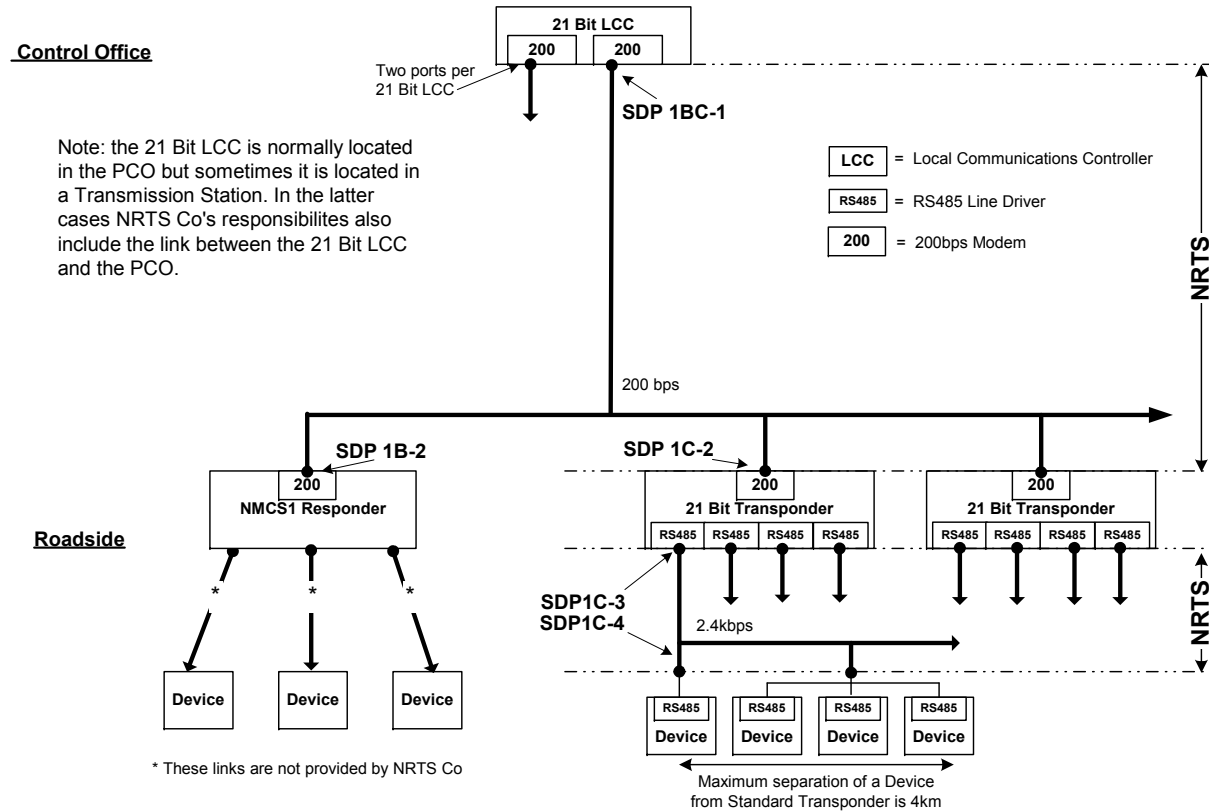 21 Bit LCC
200
200
Control Office
Two ports per
21 Bit LCC
SDP 1BC-1
Note: the 21 Bit LCC is normally located
in the PCO but sometimes it is located in
a Transmission Station. In the latter
cases NRTS Co's responsibilites also
include the link between the 21 Bit LCC
and the PCO.
LCC = Local Communications Controller
RS485 = RS485 Line Driver
200 = 200bps Modem
NRTS
200 bps
SDP 1B-2
SDP 1C-2
200
NMCS1 Responder
200
21 Bit Transponder
RS485 RS485 RS485 RS485
200
21 Bit Transponder
RS485 RS485 RS485 RS485
Roadside
* * *
SDP1C-3
SDP1C-4
2.4kbps
NRTS
Device Device Device
RS485 RS485 RS485 RS485
Device Device Device Device
* These links are not provided by NRTS Co
Maximum separation of a Device
from Standard Transponder is 4km